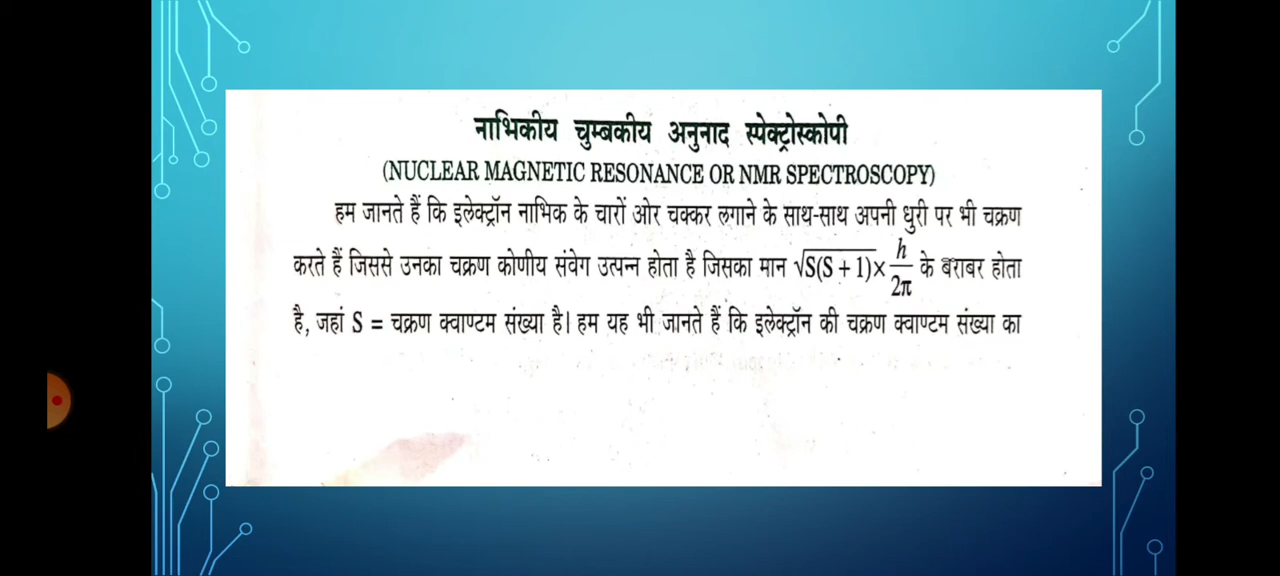 नाभिकीय चुम्बकीय अनुनाद स्पेक्ट्रोस्कोपी
(NUCLEAR MAGNETIC RESONANCE OR NMR SPECTROSCOPY)
हम जानते हैं कि इलेक्ट्रॉन नाभिक के चारों ओर चक्कर लगाने के साथ-साथ अपनी धुरी पर भी चक्रण
करते हैं जिससे उनका चक्रण कोणीय संवेग उत्पन्न होता है जिसका मान √S(S + 1) × h/2π के बराबर होता
है, जहां S = चक्रण क्वाण्टम संख्या है। हम यह भी जानते हैं कि इलेक्ट्रॉन की चक्रण क्वाण्टम संख्या का